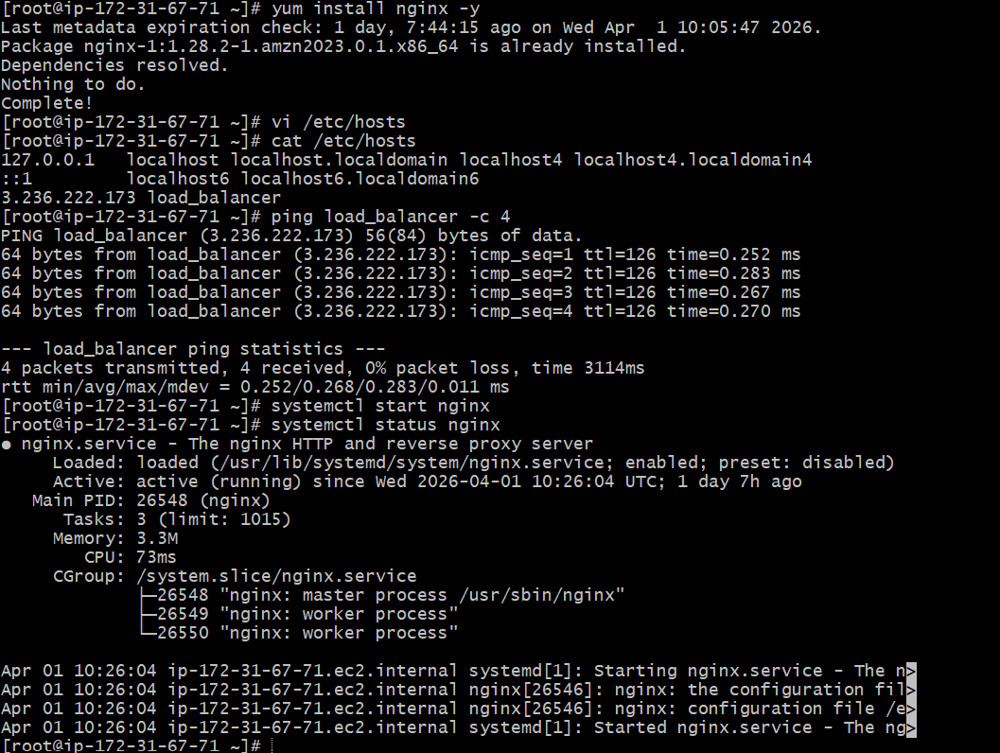 [root@ip-172-31-67-71 ~]# yum install nginx -y
Last metadata expiration check: 1 day, 7:44:15 ago on Wed Apr  1 10:05:47 2026.
Package nginx-1:1.28.2-1.amzn2023.0.1.x86_64 is already installed.
Dependencies resolved.
Nothing to do.
Complete!
[root@ip-172-31-67-71 ~]# vi /etc/hosts
[root@ip-172-31-67-71 ~]# cat /etc/hosts
127.0.0.1   localhost localhost.localdomain localhost4 localhost4.localdomain4
::1         localhost6 localhost6.localdomain6
3.236.222.173 load_balancer
[root@ip-172-31-67-71 ~]# ping load_balancer -c 4
PING load_balancer (3.236.222.173) 56(84) bytes of data.
64 bytes from load_balancer (3.236.222.173): icmp_seq=1 ttl=126 time=0.252 ms
64 bytes from load_balancer (3.236.222.173): icmp_seq=2 ttl=126 time=0.283 ms
64 bytes from load_balancer (3.236.222.173): icmp_seq=3 ttl=126 time=0.267 ms
64 bytes from load_balancer (3.236.222.173): icmp_seq=4 ttl=126 time=0.270 ms

--- load_balancer ping statistics ---
4 packets transmitted, 4 received, 0% packet loss, time 3114ms
rtt min/avg/max/mdev = 0.252/0.268/0.283/0.011 ms
[root@ip-172-31-67-71 ~]# systemctl start nginx
[root@ip-172-31-67-71 ~]# systemctl status nginx
● nginx.service - The nginx HTTP and reverse proxy server
     Loaded: loaded (/usr/lib/systemd/system/nginx.service; enabled; preset: disabled)
     Active: active (running) since Wed 2026-04-01 10:26:04 UTC; 1 day 7h ago
   Main PID: 26548 (nginx)
      Tasks: 3 (limit: 1015)
     Memory: 3.3M
        CPU: 73ms
     CGroup: /system.slice/nginx.service
             ├─26548 "nginx: master process /usr/sbin/nginx"
             ├─26549 "nginx: worker process"
             └─26550 "nginx: worker process"

Apr 01 10:26:04 ip-172-31-67-71.ec2.internal systemd[1]: Starting nginx.service - The n>
Apr 01 10:26:04 ip-172-31-67-71.ec2.internal nginx[26546]: nginx: the configuration fil>
Apr 01 10:26:04 ip-172-31-67-71.ec2.internal nginx[26546]: nginx: configuration file /e>
Apr 01 10:26:04 ip-172-31-67-71.ec2.internal systemd[1]: Started nginx.service - The ng>
[root@ip-172-31-67-71 ~]#